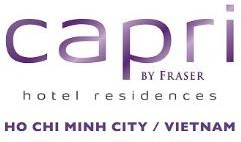 capri
BY FRASER
hotel residences
HO CHI MINH CITY / VIETNAM